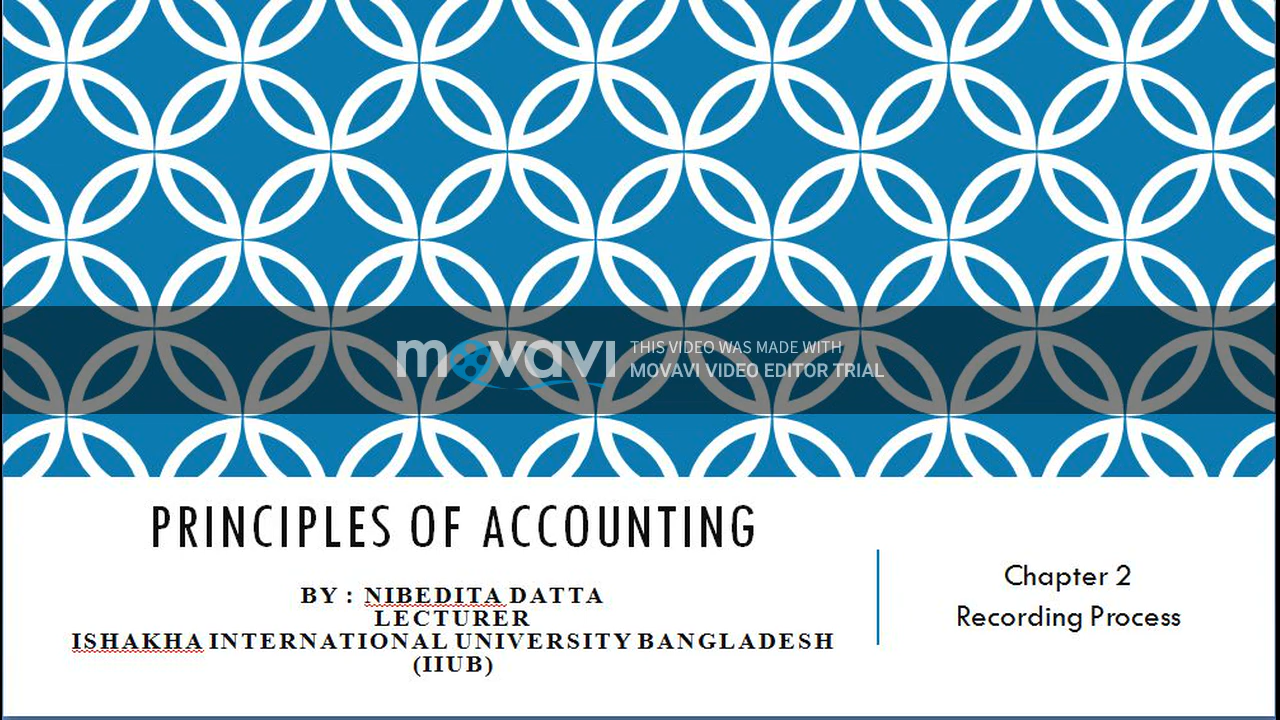 movavi
THIS VIDEO WAS MADE WITH
MOVAVI VIDEO EDITOR TRIAL
PRINCIPLES OF ACCOUNTING
BY : NIBEDITA DATTA
LECTURER
ISHAKHA INTERNATIONAL UNIVERSITY BANGLADESH
(IIUB)
Chapter 2
Recording Process